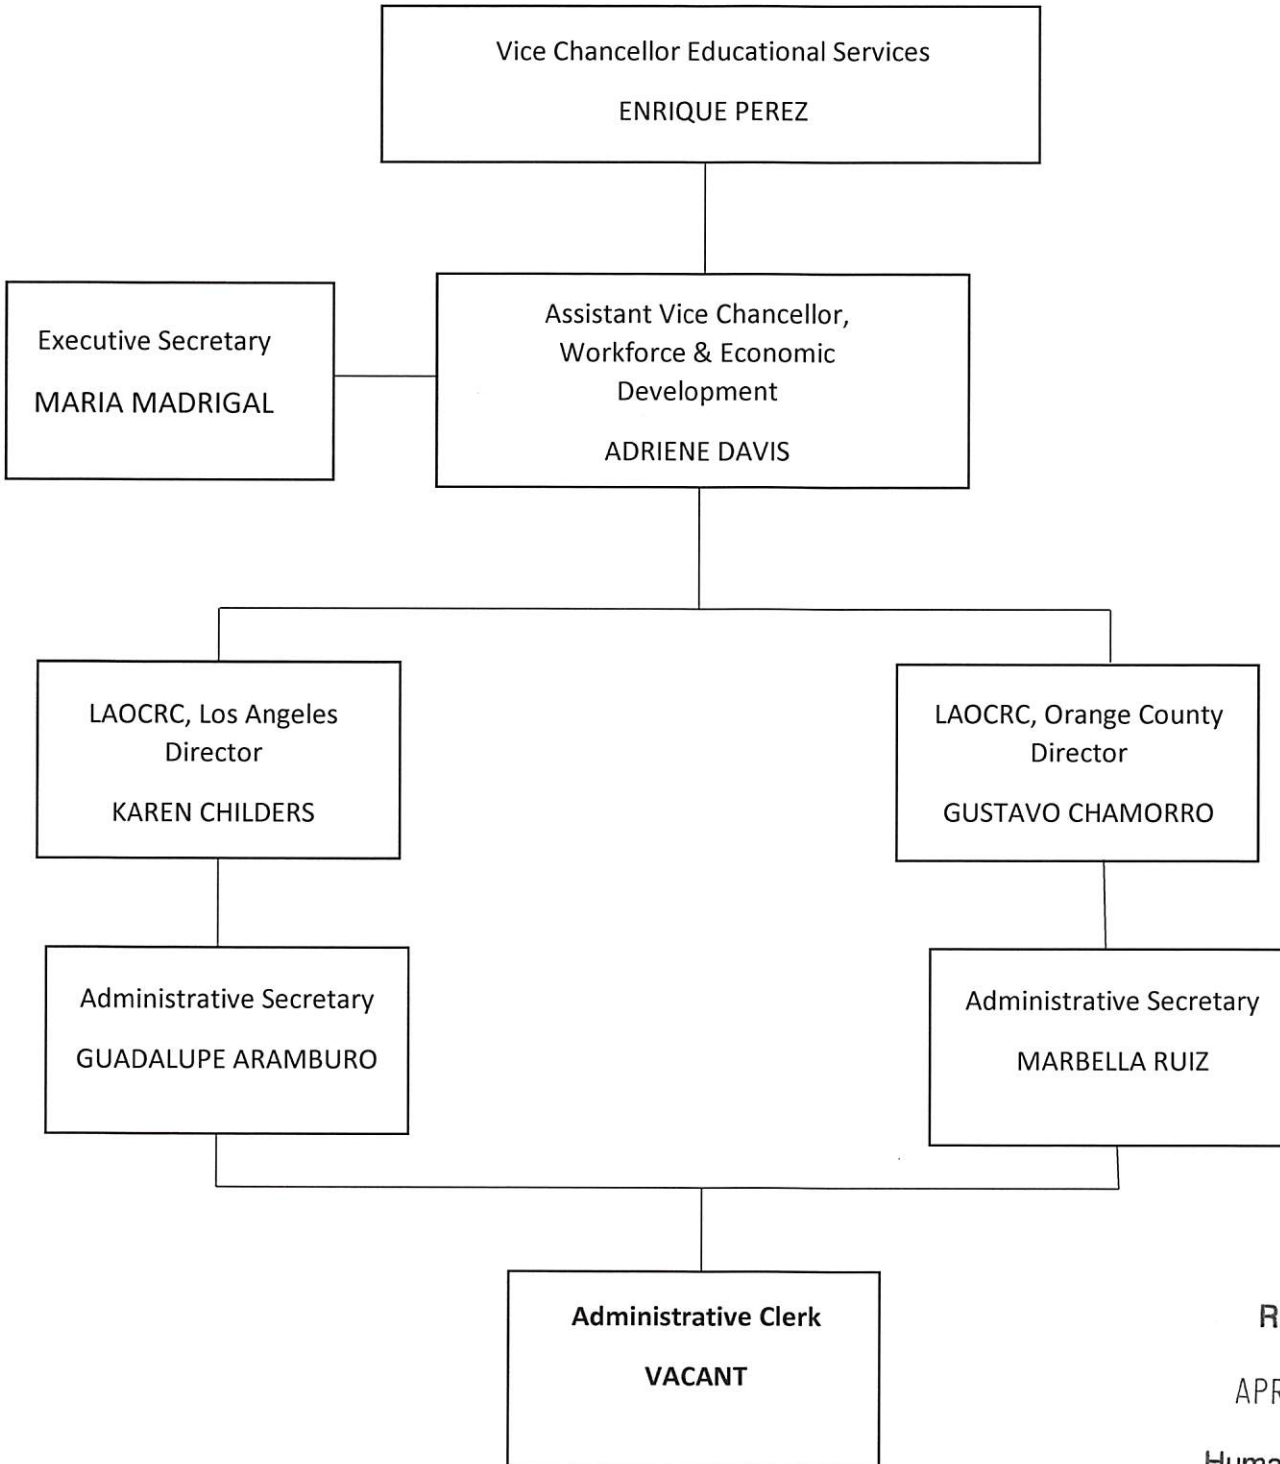 Vice Chancellor Educational Services
ENRIQUE PEREZ
Executive Secretary
MARIA MADRIGAL
Assistant Vice Chancellor,
Workforce & Economic
Development
ADRIENE DAVIS
LAOCRC, Los Angeles
Director
KAREN CHILDERS
LAOCRC, Orange County
Director
GUSTAVO CHAMORRO
Administrative Secretary
GUADALUPE ARAMBURO
Administrative Secretary
MARBELLA RUIZ
Administrative Clerk
VACANT
APR